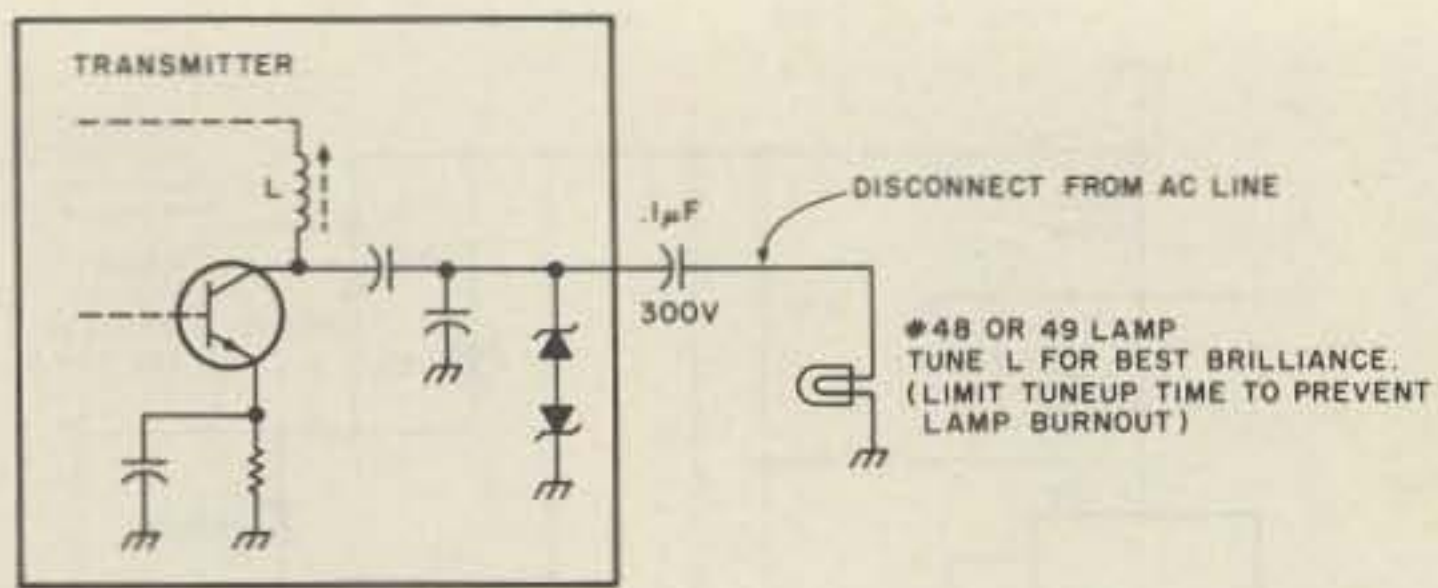 TRANSMITTER
L
.1µF
300V
DISCONNECT FROM AC LINE
#48 OR 49 LAMP
TUNE L FOR BEST BRILLIANCE.
(LIMIT TUNEUP TIME TO PREVENT
LAMP BURNOUT)